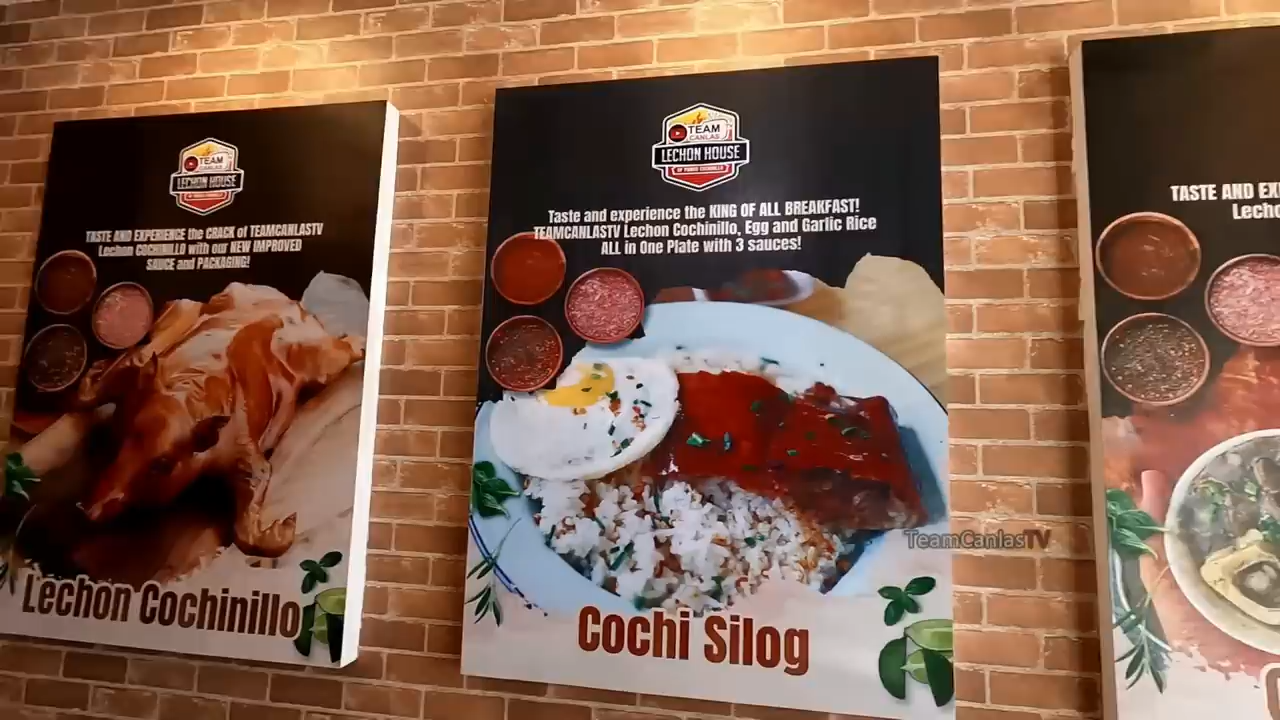 TEAM
CANLAS
LECHON HOUSE
TASTE AND EXPERIENCE the CRACK of TEAMCANLASTV
Lechon COCHINILLO with our NEW IMPROVED
SAUCE and PACKAGING!
Lechon Cochinillo
TEAM
CANLAS
LECHON HOUSE
Taste and experience the KING OF ALL BREAKFAST!
TEAMCANLASTV Lechon Cochinillo, Egg and Garlic Rice
ALL in One Plate with 3 sauces!
Cochi Silog
TASTE AND
TeamCanlasTV